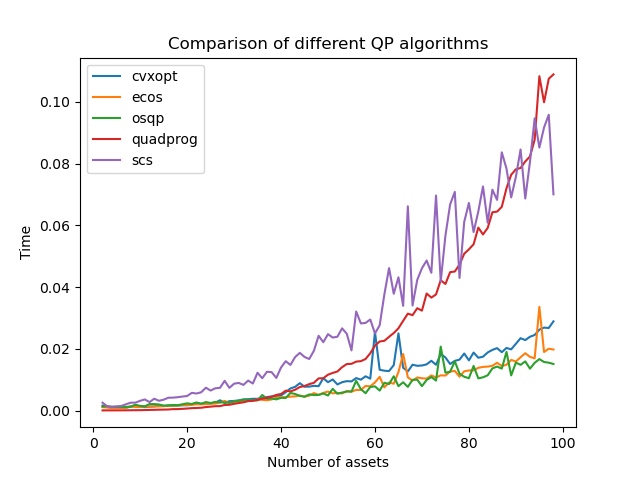 Comparison of different QP algorithms
cvxopt
ecos
osqp
quadprog
scs
Time
0.10
0.08
0.06
0.04
0.02
0.00
0 20 40 60 80 100
Number of assets